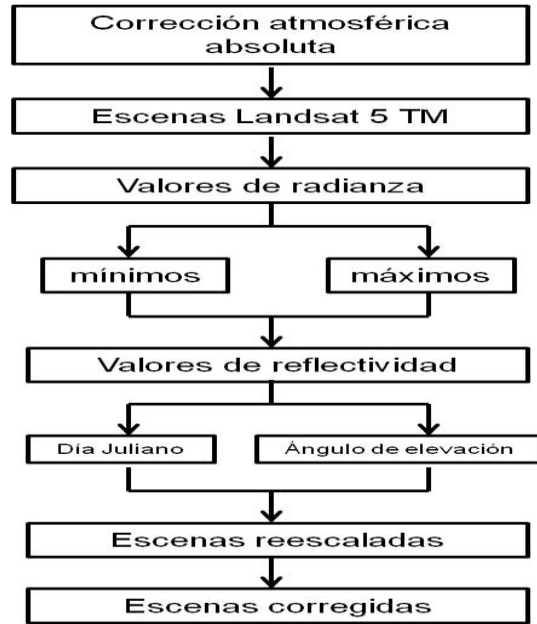 Corrección atmosférica
absoluta
Escenas Landsat 5 TM
Valores de radianza
mínimos
máximos
Valores de reflectividad
Día Juliano
Ángulo de elevación
Escenas reescaladas
Escenas corregidas